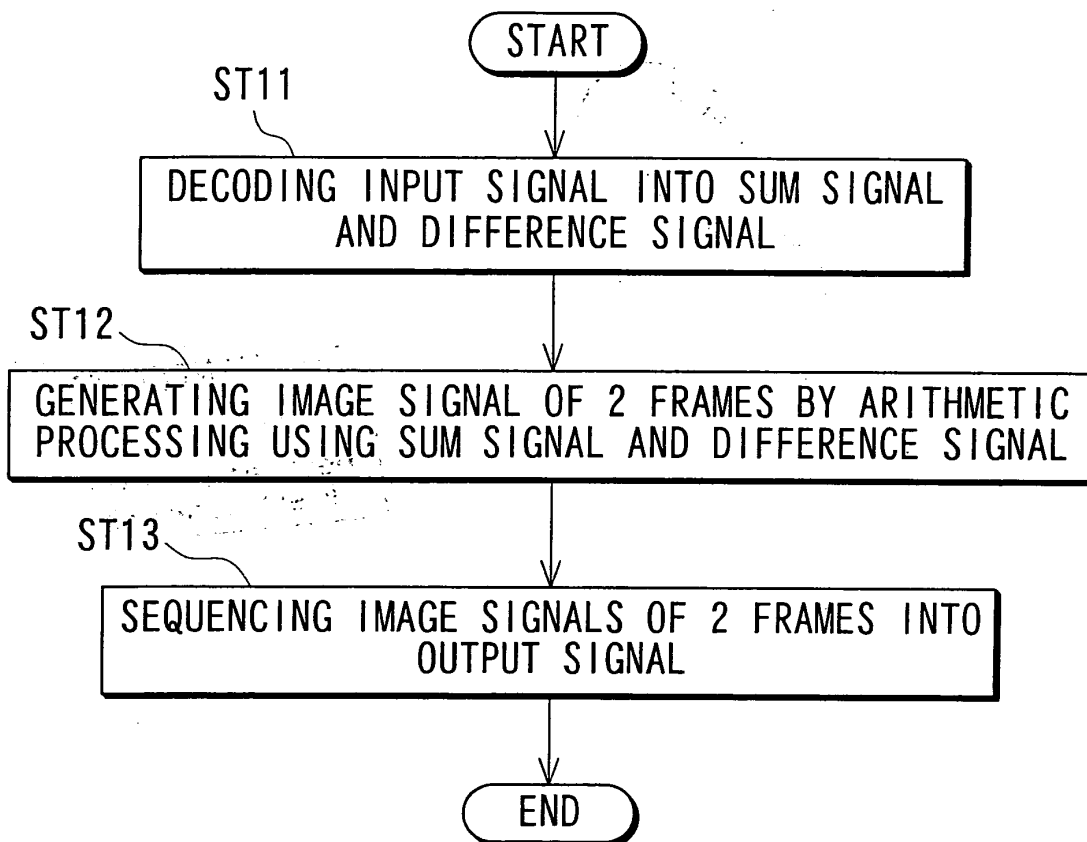 START
ST11
DECODING INPUT SIGNAL INTO SUM SIGNAL
AND DIFFERENCE SIGNAL
ST12
GENERATING IMAGE SIGNAL OF 2 FRAMES BY ARITHMETIC
PROCESSING USING SUM SIGNAL AND DIFFERENCE SIGNAL
ST13
SEQUENCING IMAGE SIGNALS OF 2 FRAMES INTO
OUTPUT SIGNAL
END